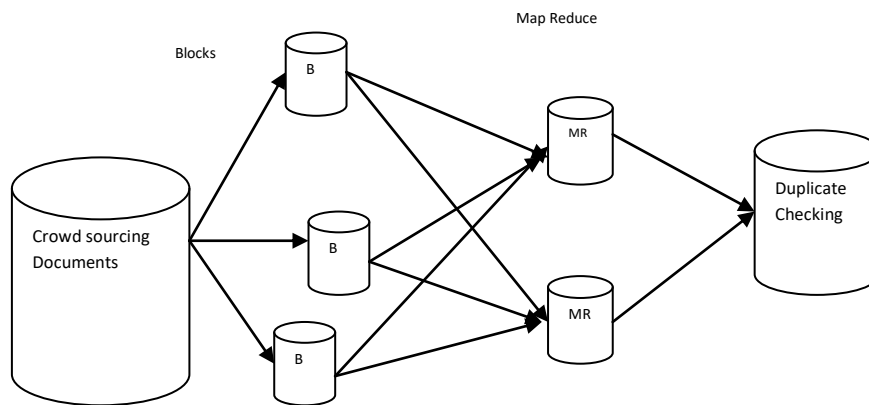 Map Reduce
Blocks
B
MR
Duplicate
Checking
Crowd sourcing
Documents
B
MR
B